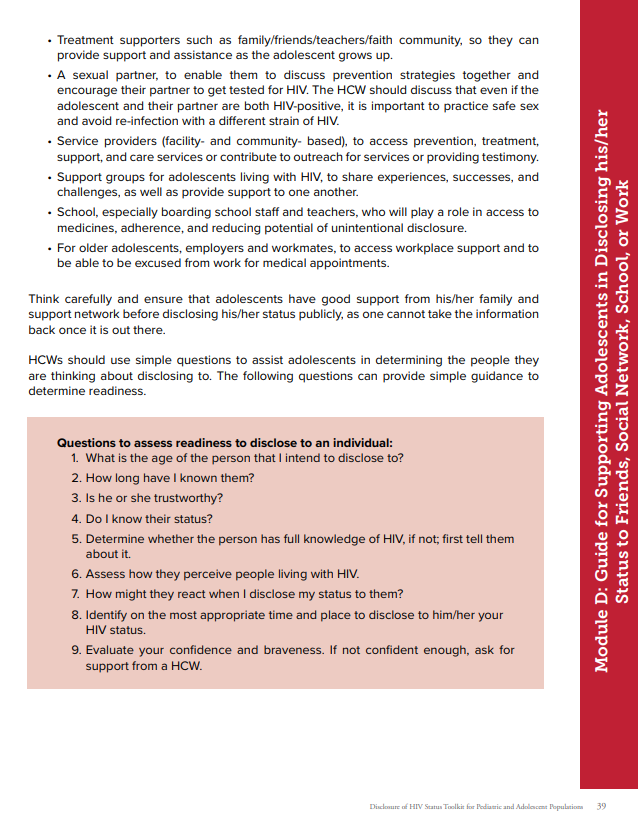 • Treatment supporters such as family/friends/teachers/faith community, so they can
provide support and assistance as the adolescent grows up.
• A sexual partner, to enable them to discuss prevention strategies together and
encourage their partner to get tested for HIV. The HCW should discuss that even if the
adolescent and their partner are both HIV-positive, it is important to practice safe sex
and avoid re-infection with a different strain of HIV.
• Service providers (facility- and community- based), to access prevention, treatment,
support, and care services or contribute to outreach for services or providing testimony.
• Support groups for adolescents living with HIV, to share experiences, successes, and
challenges, as well as provide support to one another.
• School, especially boarding school staff and teachers, who will play a role in access to
medicines, adherence, and reducing potential of unintentional disclosure.
• For older adolescents, employers and workmates, to access workplace support and to
be able to be excused from work for medical appointments.
Think carefully and ensure that adolescents have good support from his/her family and
support network before disclosing his/her status publicly, as one cannot take the information
back once it is out there.
HCWs should use simple questions to assist adolescents in determining the people they
are thinking about disclosing to. The following questions can provide simple guidance to
determine readiness.
Questions to assess readiness to disclose to an individual:
1. What is the age of the person that I intend to disclose to?
2. How long have I known them?
3. Is he or she trustworthy?
4. Do I know their status?
5. Determine whether the person has full knowledge of HIV, if not; first tell them
about it.
6. Assess how they perceive people living with HIV.
7. How might they react when I disclose my status to them?
8. Identify on the most appropriate time and place to disclose to him/her your
HIV status.
9. Evaluate your confidence and braveness. If not confident enough, ask for
support from a HCW.
Module D: Guide for Supporting Adolescents in Disclosing his/her
Status to Friends, Social Network, School, or Work
Disclosure of HIV Status Toolkit for Pediatric and Adolescent Populations 39